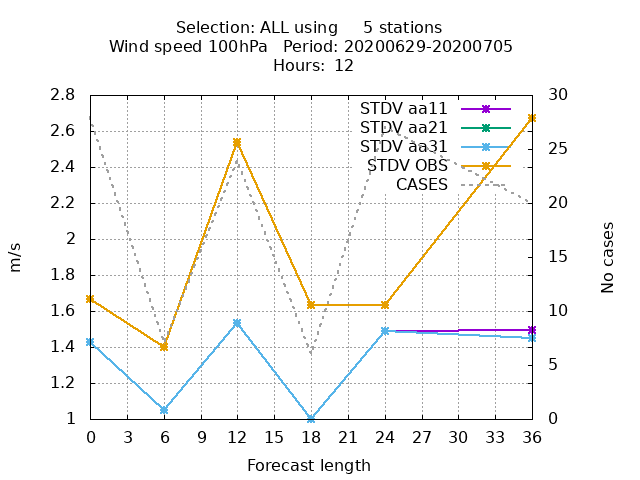 Selection: ALL using     5 stations
Wind speed 100hPa   Period: 20200629-20200705
Hours: 12
2.8
2.6
2.4
2.2
2
1.8
1.6
1.4
1.2
1
m/s
STDV aa11
STDV aa21
STDV aa31
STDV OBS
CASES
30
25
20
15
10
5
0
No cases
0 3 6 9 12 15 18 21 24 27 30 33 36
Forecast length